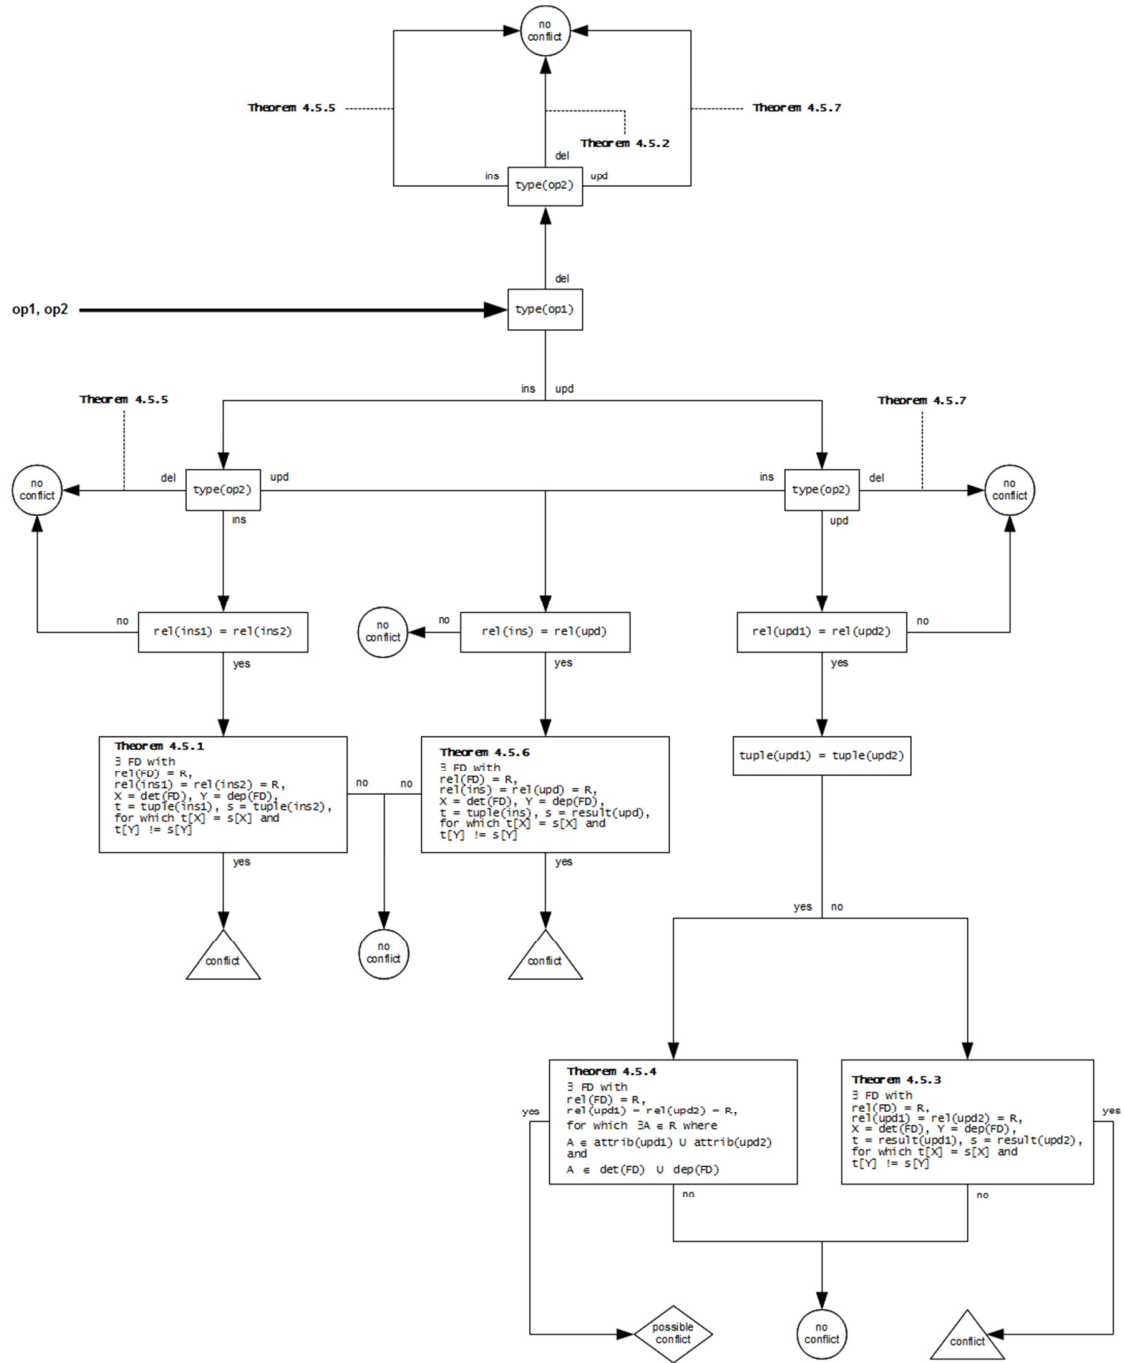 no
conflict
Theorem 4.5.5
Theorem 4.5.7
Theorem 4.5.2
del
ins
type(op2)
upd
del
op1, op2
type(op1)
ins
upd
Theorem 4.5.5
Theorem 4.5.7
no
conflict
del
type(op2)
upd
ins
type(op2)
del
no
conflict
ins
upd
no
rel(ins1) = rel(ins2)
no
conflict
no
rel(ins) = rel(upd)
rel(upd1) = rel(upd2)
no
yes
yes
yes
Theorem 4.5.1
∃ FD with
rel(FD) = R,
rel(ins1) = rel(ins2) = R,
X = det(FD), Y = dep(FD),
t = tuple(ins1), s = tuple(ins2),
for which t[X] = s[X] and
t[Y] != s[Y]
no
no
Theorem 4.5.6
∃ FD with
rel(FD) = R,
rel(ins) = rel(upd) = R,
X = det(FD), Y = dep(FD),
t = tuple(ins), s = result(upd),
for which t[X] = s[X] and
t[Y] != s[Y]
tuple(upd1) = tuple(upd2)
yes
yes
conflict
no
conflict
conflict
yes
no
yes
Theorem 4.5.4
∃ FD with
rel(FD) = R,
rel(upd1) = rel(upd2) = R,
for which ∃A ∈ R where
A ∈ attrib(upd1) ∪ attrib(upd2)
and
A ∈ det(FD) ∪ dep(FD)
Theorem 4.5.3
∃ FD with
rel(FD) = R,
rel(upd1) = rel(upd2) = R,
X = det(FD), Y = dep(FD),
t = result(upd1), s = result(upd2),
for which t[X] = s[X] and
t[Y] != s[Y]
yes
no
no
possible
conflict
no
conflict
conflict